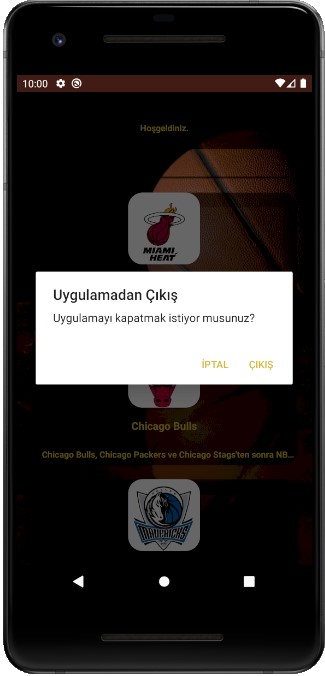 10:00
Hoşgeldiniz.
MIAMI
HEAT
Uygulamadan Çıkış
Uygulamayı kapatmak istiyor musunuz?
İPTAL
ÇIKIŞ
Chicago Bulls
Chicago Bulls, Chicago Packers ve Chicago Stags'ten sonra NB...
MAVERICKS